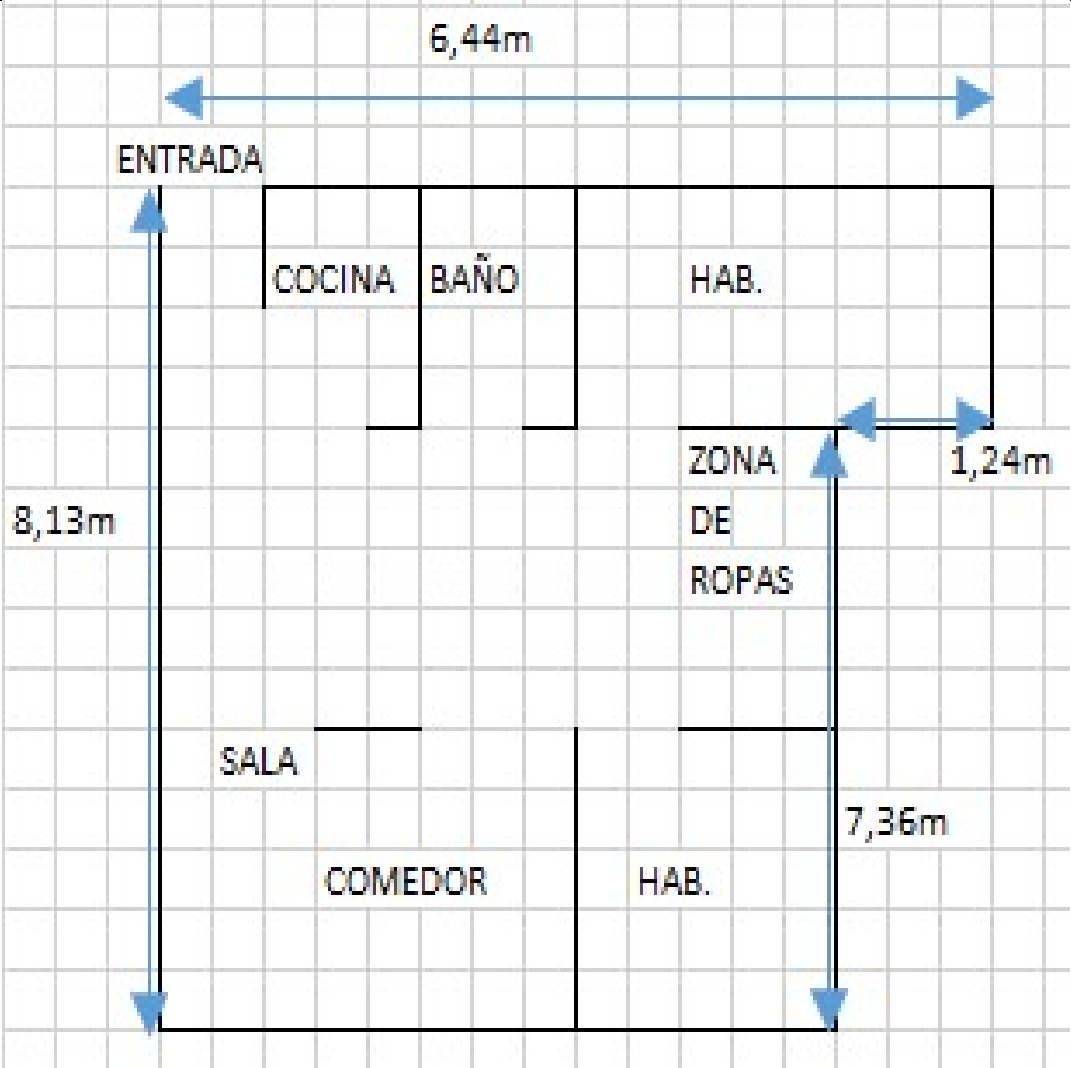 6,44m
ENTRADA
COCINA
BAÑO
HAB.
ZONA
DE
ROPAS
1,24m
8,13m
SALA
7,36m
COMEDOR
HAB.